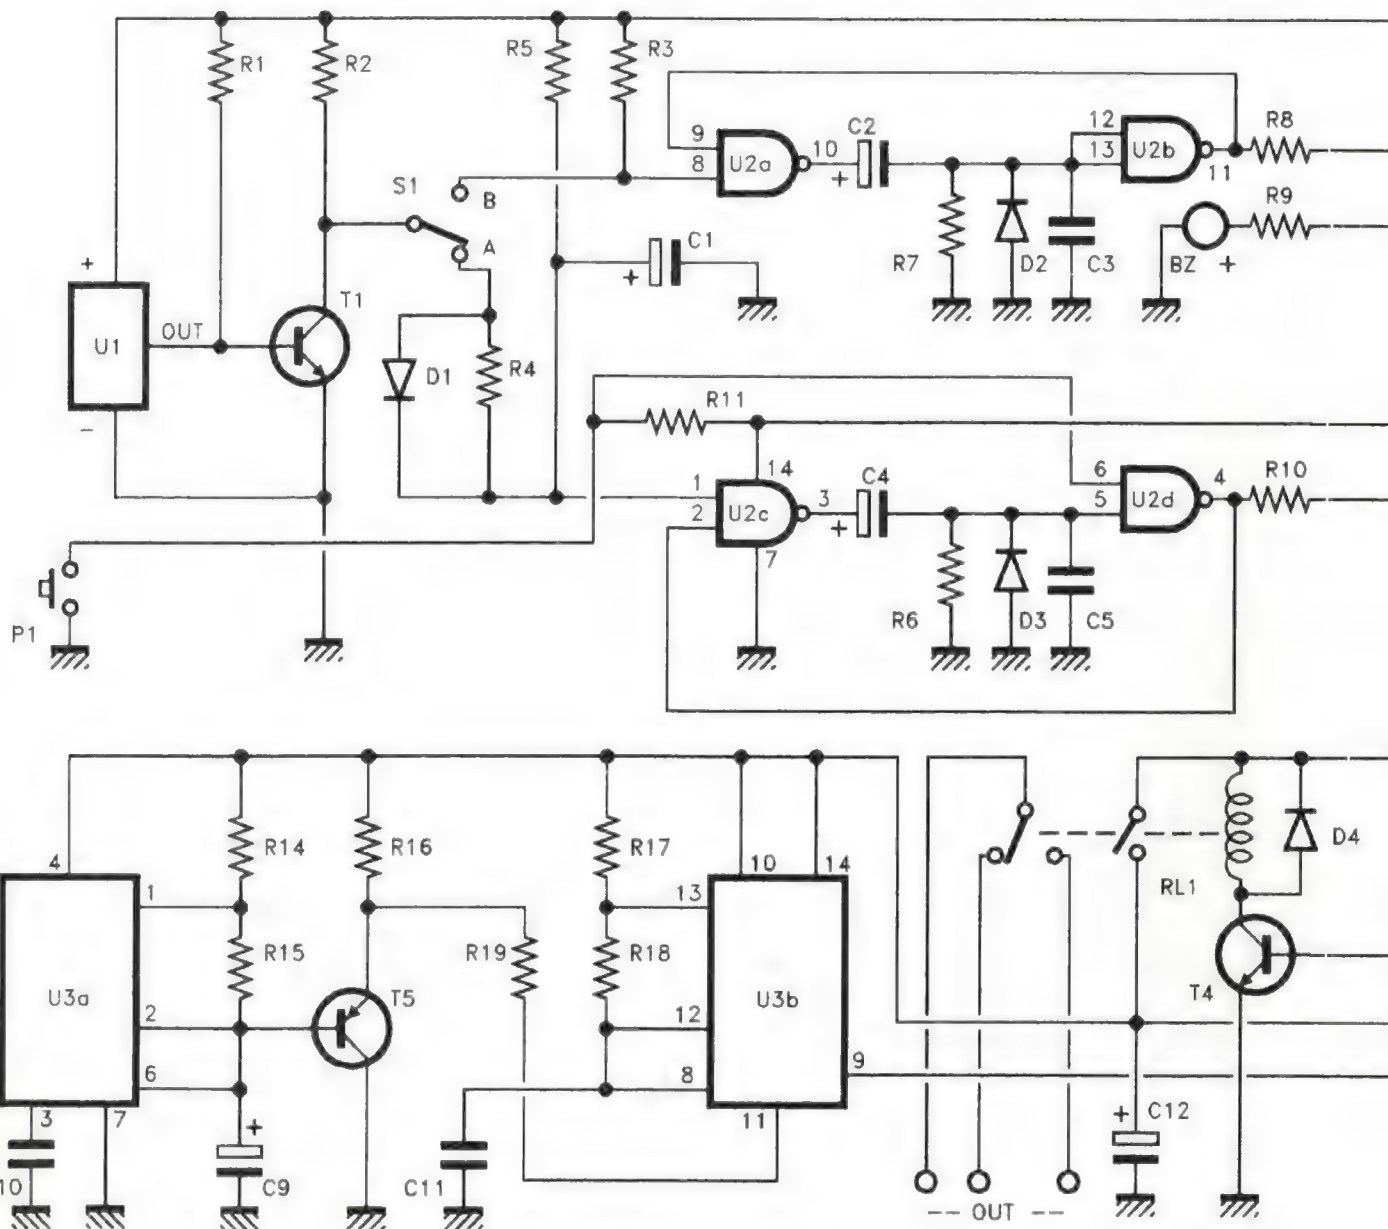 R1
R2
R5
R3
S1
B
A
9
8
U2a
10
C2
+
12
13
U2b
11
R8
R9
C1
+
R7
D2
C3
BZ
+
+
U1
OUT
T1
-
D1
R4
R11
14
1
2
U2c
3
7
C4
+
6
5
U2d
4
R10
P1
R6
D3
C5
4
R14
R16
R17
10
14
D4
RL1
1
13
R15
R19
R18
U3a
T5
U3b
T4
2
12
6
8
9
3
7
11
+
+
C12
10
C9
C11
-- OUT --